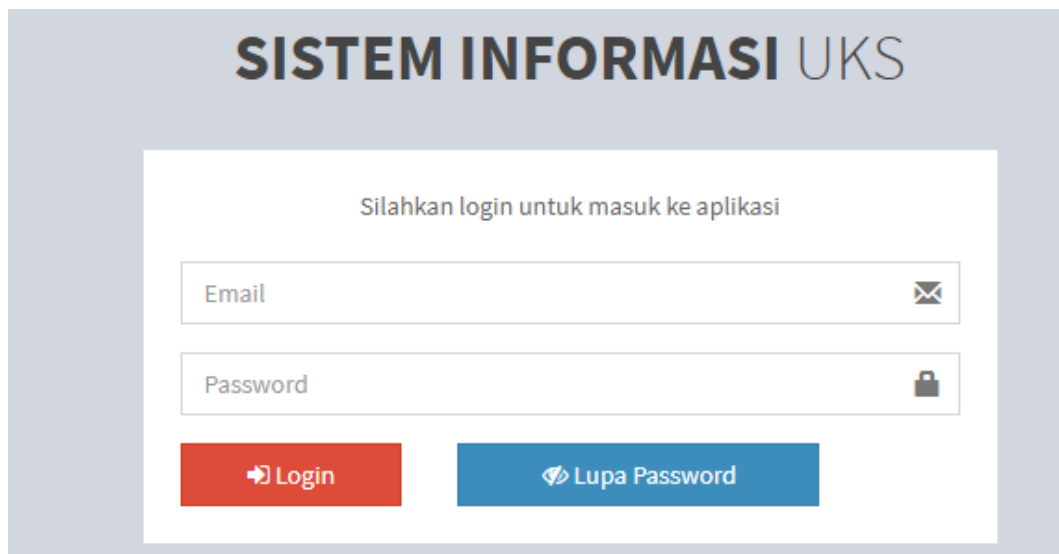 SISTEM INFORMASI UKS
Silahkan login untuk masuk ke aplikasi
Email
Password
Login
Lupa Password